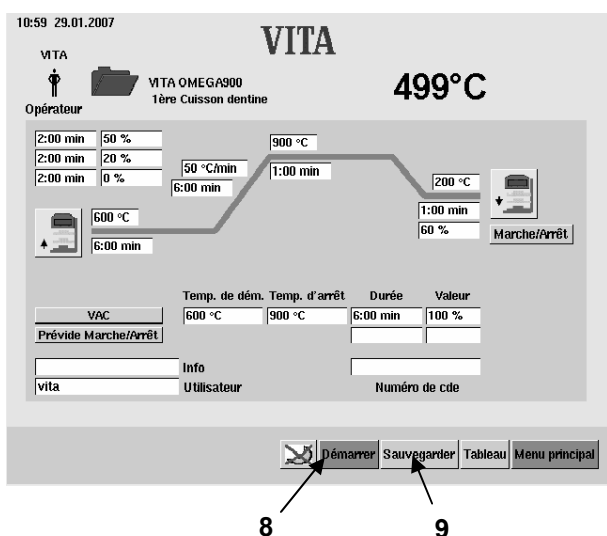 10:59 29.01.2007
VITA
VITA
499°C
VITA OMEGA900
1ère Cuisson dentine
Opérateur
2:00 min 50 %
2:00 min 20 %
2:00 min 0 %
50 °C/min
6:00 min
900 °C
1:00 min
200 °C
1:00 min
60 %
Marche/Arrêt
600 °C
6:00 min
Temp. de dém. Temp. d'arrêt Durée Valeur
VAC 600 °C 900 °C 6:00 min 100 %
Prévide Marche/Arrêt
Info
vita Utilisateur Numéro de cde
Démarrer Sauvegarder Tableau Menu principal
8 9